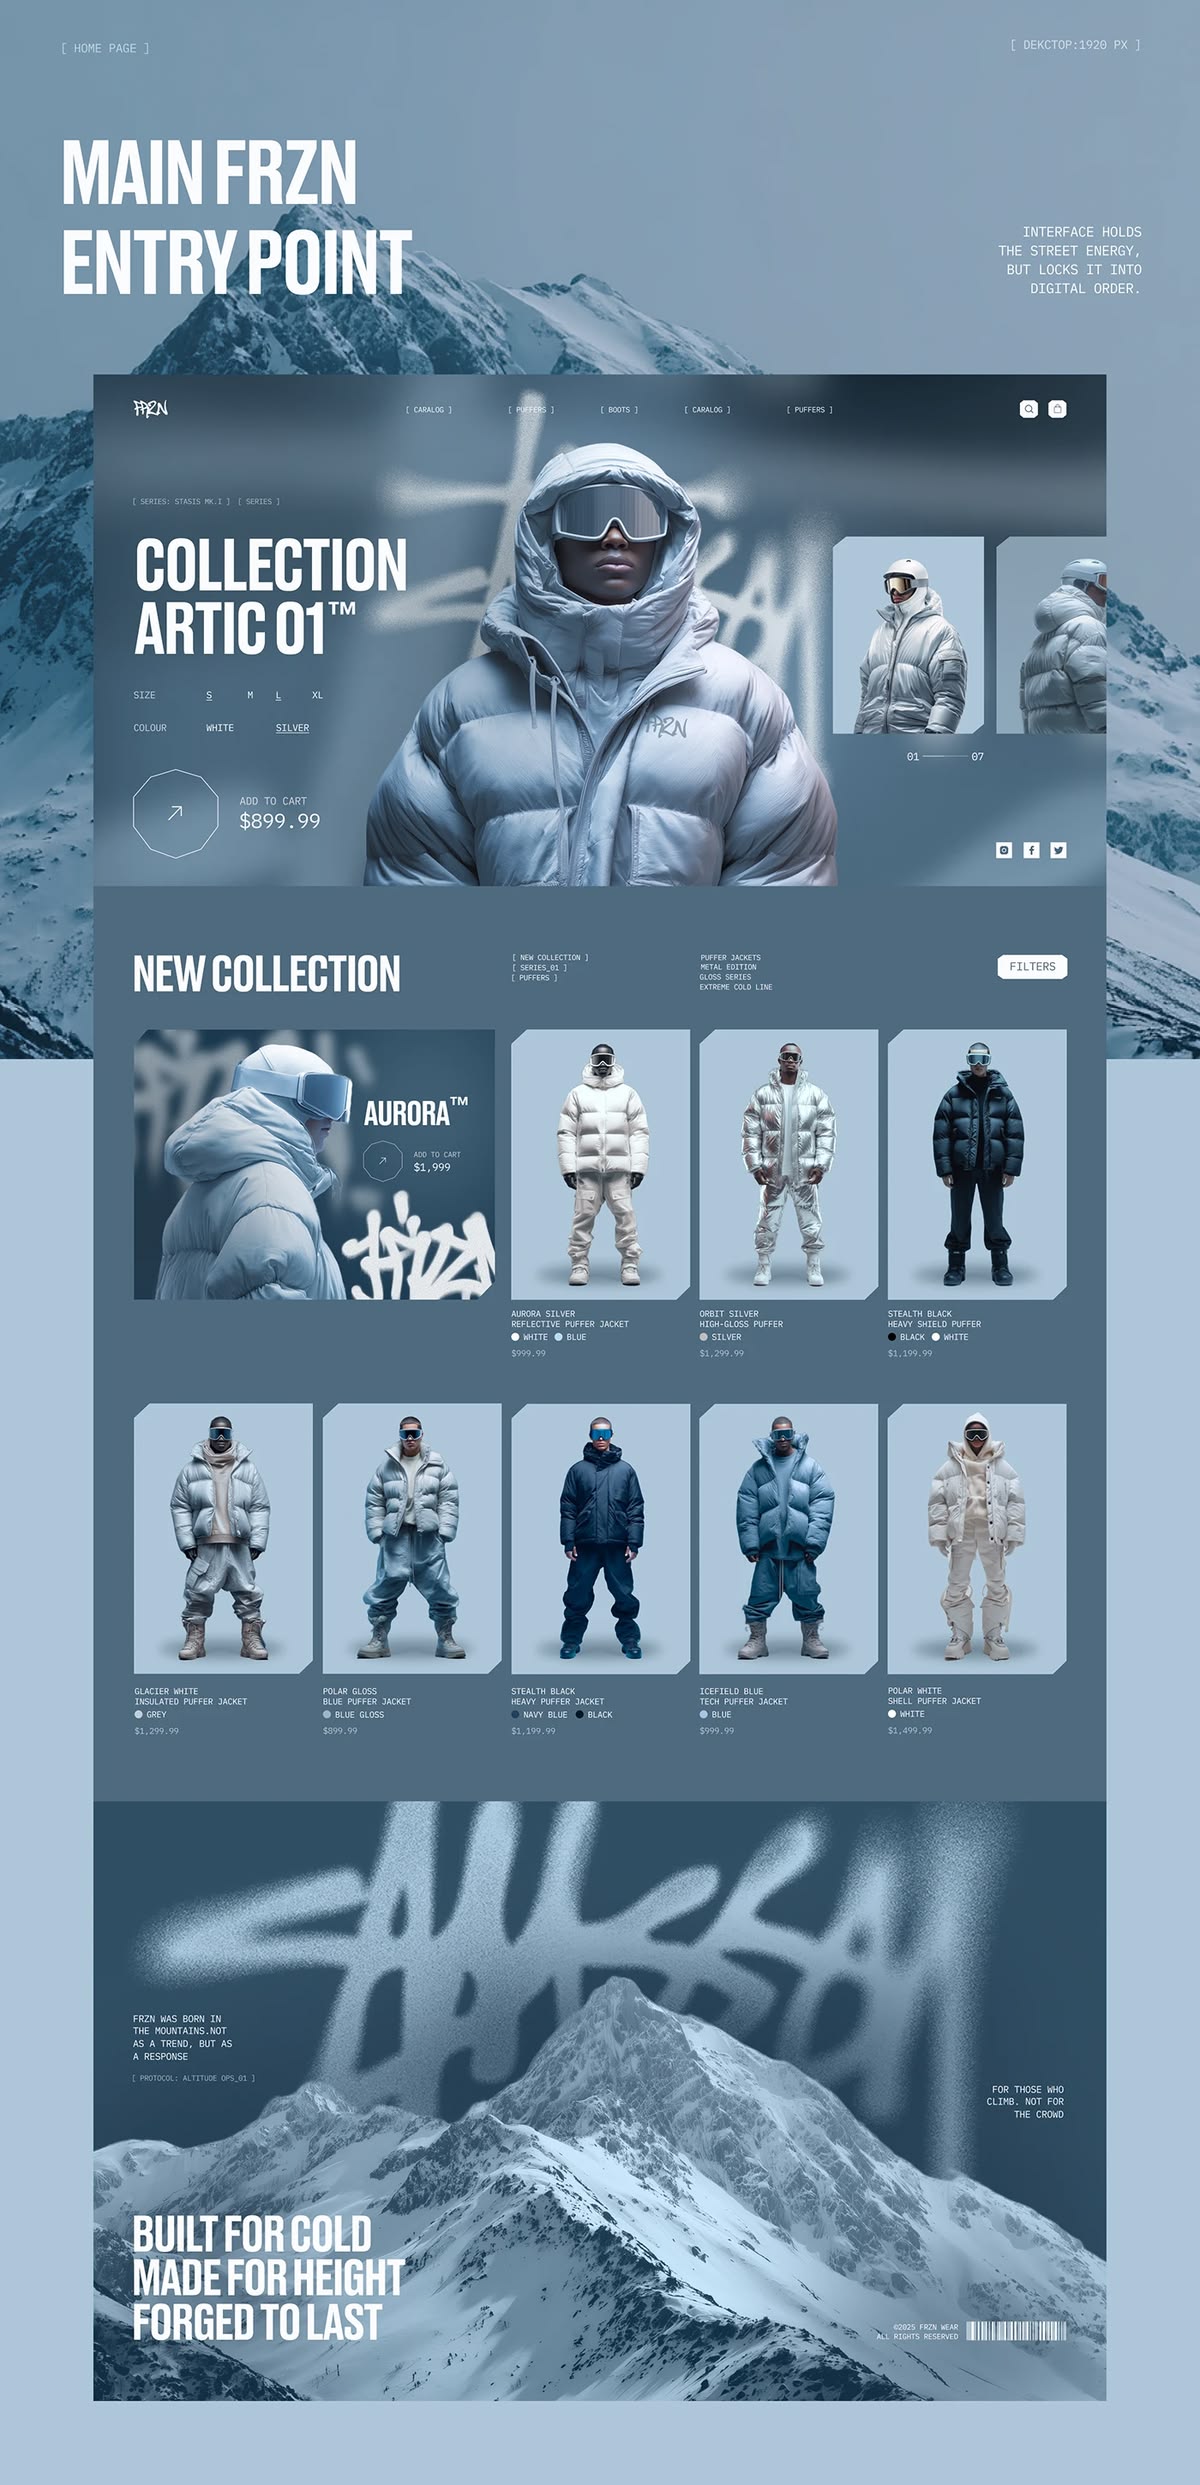 [ HOME PAGE ]
[ DEKCTOP:1920 PX ]
MAIN FRZN
ENTRY POINT
INTERFACE HOLDS
THE STREET ENERGY,
BUT LOCKS IT INTO
DIGITAL ORDER.
FRZN
[ CARALOG ]
[ PUFFERS ]
[ BOOTS ]
[ CARALOG ]
[ PUFFERS ]
[ SERIES: STASIS MK.I ] [ SERIES ]
COLLECTION
ARTIC 01™
SIZE S M L XL
COLOUR WHITE SILVER
ADD TO CART
$899.99
FRZN
01 07
NEW COLLECTION
[ NEW COLLECTION ]
[ SERIES_01 ]
[ PUFFERS ]
PUFFER JACKETS
METAL EDITION
GLOSS SERIES
EXTREME COLD LINE
FILTERS
AURORA™
ADD TO CART
$1,999
AURORA SILVER
REFLECTIVE PUFFER JACKET
WHITE BLUE
$999.99
ORBIT SILVER
HIGH-GLOSS PUFFER
SILVER
$1,299.99
STEALTH BLACK
HEAVY SHIELD PUFFER
BLACK WHITE
$1,199.99
GLACIER WHITE
INSULATED PUFFER JACKET
GREY
$1,299.99
POLAR GLOSS
BLUE PUFFER JACKET
BLUE GLOSS
$899.99
STEALTH BLACK
HEAVY PUFFER JACKET
NAVY BLUE BLACK
$1,199.99
ICEFIELD BLUE
TECH PUFFER JACKET
BLUE
$999.99
POLAR WHITE
SHELL PUFFER JACKET
WHITE
$1,499.99
FRZN WAS BORN IN
THE MOUNTAINS.NOT
AS A TREND, BUT AS
A RESPONSE
[ PROTOCOL: ALTITUDE OPS_01 ]
FOR THOSE WHO
CLIMB. NOT FOR
THE CROWD
BUILT FOR COLD
MADE FOR HEIGHT
FORGED TO LAST
©2025 FRZN WEAR
ALL RIGHTS RESERVED